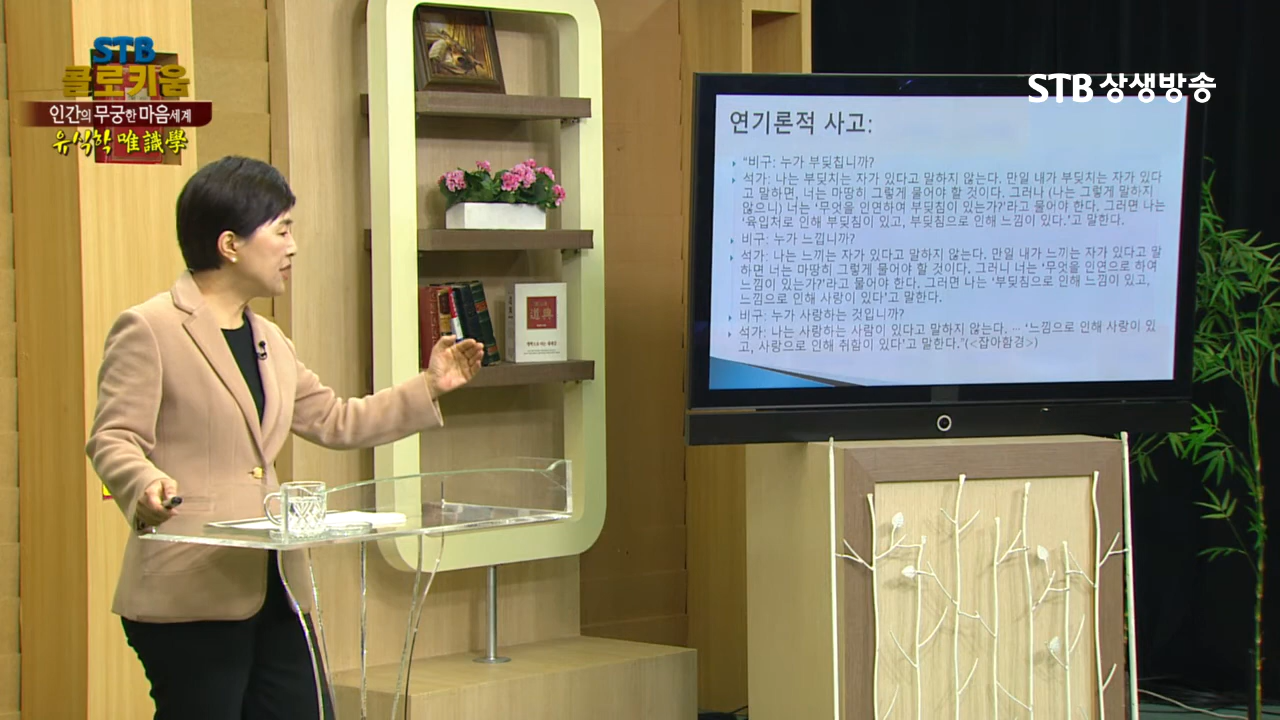 STB
콜로키움
인간의 무궁한 마음세계
유식학 唯識學
STB 상생방송
연기론적 사고:
"비구: 누가 부딪칩니까?
석가: 나는 부딪치는 자가 있다고 말하지 않는다. 만일 내가 부딪치는 자가 있다
고 말하면, 너는 마땅히 그렇게 물어야 할 것이다. 그러나 (나는 그렇게 말하지
않으니) 너는 '무엇을 인연하여 부딪침이 있는가?'라고 물어야 한다. 그러면 나는
'육입처로 인해 부딪침이 있고, 부딪침으로 인해 느낌이 있다.'고 말한다.
비구: 누가 느낍니까?
석가: 나는 느끼는 자가 있다고 말하지 않는다. 만일 내가 느끼는 자가 있다고 말
하면 너는 마땅히 그렇게 물어야 할 것이다. 그러니 너는 '무엇을 인연으로 하여
느낌이 있는가?'라고 물어야 한다. 그러면 나는 '부딪침으로 인해 느낌이 있고,
느낌으로 인해 사랑이 있다'고 말한다.
비구: 누가 사랑하는 것입니까?
석가: 나는 사랑하는 사람이 있다고 말하지 않는다. … '느낌으로 인해 사랑이 있
고, 사랑으로 인해 취함이 있다'고 말한다."(<잡아함경>)
道典